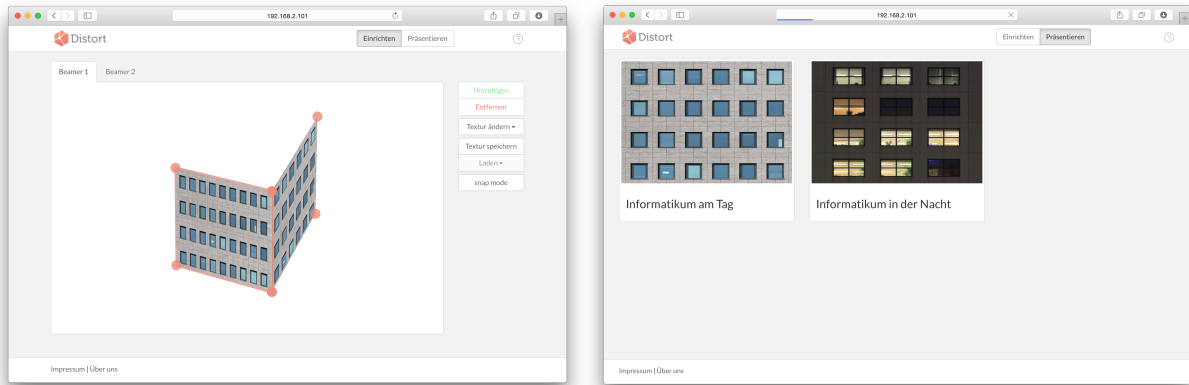 192.168.2.101
Distort
Einrichten Präsentieren
?
Beamer 1 Beamer 2
Hinzufügen
Entfernen
Textur ändern
Textur speichern
Laden
snap mode
Impressum | Über uns
192.168.2.101
Distort
Einrichten Präsentieren
?
Informatikum am Tag Informatikum in der Nacht
Impressum | Über uns